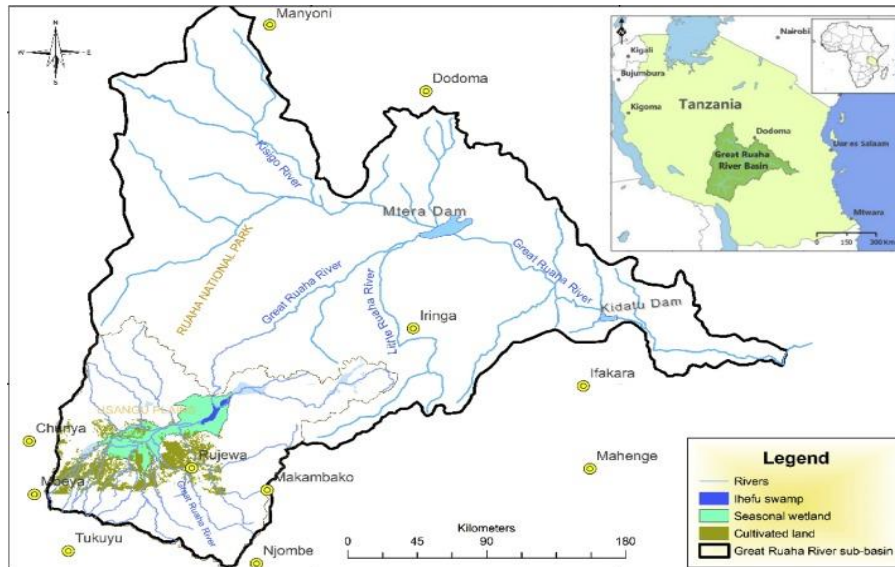 Manyoni
Dodoma
Kisigo River
Mtera Dam
RUAHA NATIONAL PARK
Great Ruaha River
Little Ruaha River
Great Ruaha River
Kidatu Dam
Iringa
Ifakara
USANGU PLAINS
Chunya
Rujewa
Mahenge
Mbeya
Makambako
Great Ruaha River
Tukuyu
Njombe
Kilometers
0 45 90 180
N
W E
S
Nairobi
Kigali
Bujumbura
Kigoma
Tanzania
Dodoma
Great Ruaha
River Basin
Dar es Salaam
Mtwara
0 150 300 Km
Legend
Rivers
Ihefu swamp
Seasonal wetland
Cultivated land
Great Ruaha River sub-basin